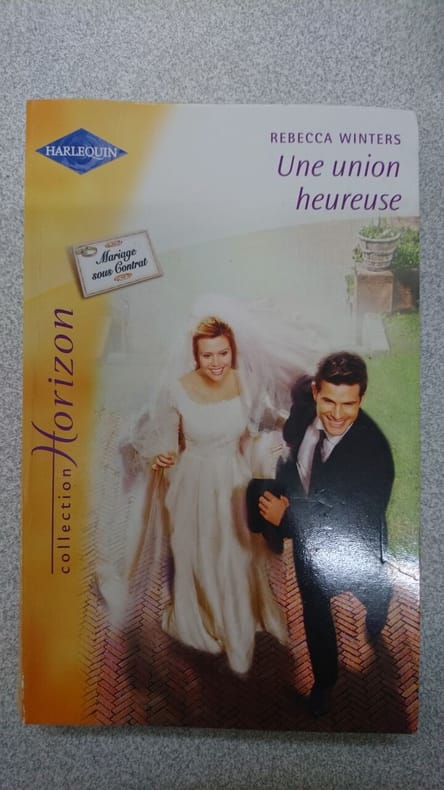 HARLEQUIN
REBECCA WINTERS
Une union
heureuse
Mariage
sous Contrat
collection Horizon